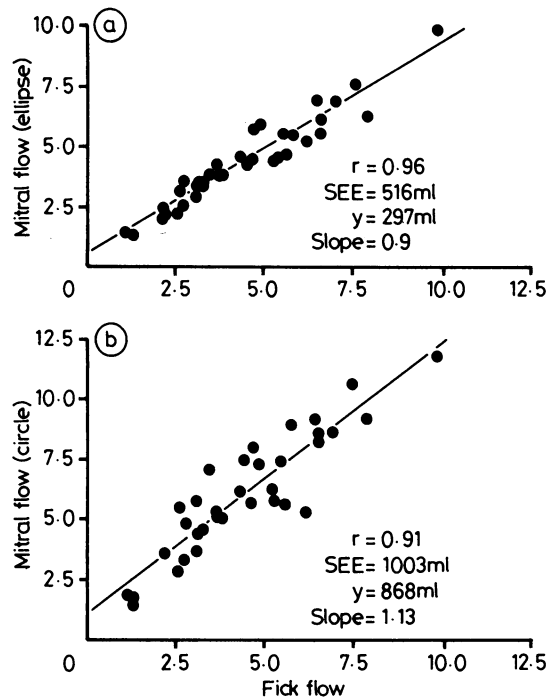 a
10·0
7·5
5·0
2·5
Mitral flow (ellipse)
r = 0·96
SEE = 516ml
y = 297ml
Slope = 0·9
0 2·5 5·0 7·5 10·0 12·5
b
12·5
10·0
7·5
5·0
2·5
Mitral flow (circle)
r = 0·91
SEE = 1003ml
y = 868ml
Slope = 1·13
0 2·5 5·0 7·5 10·0 12·5
Fick flow